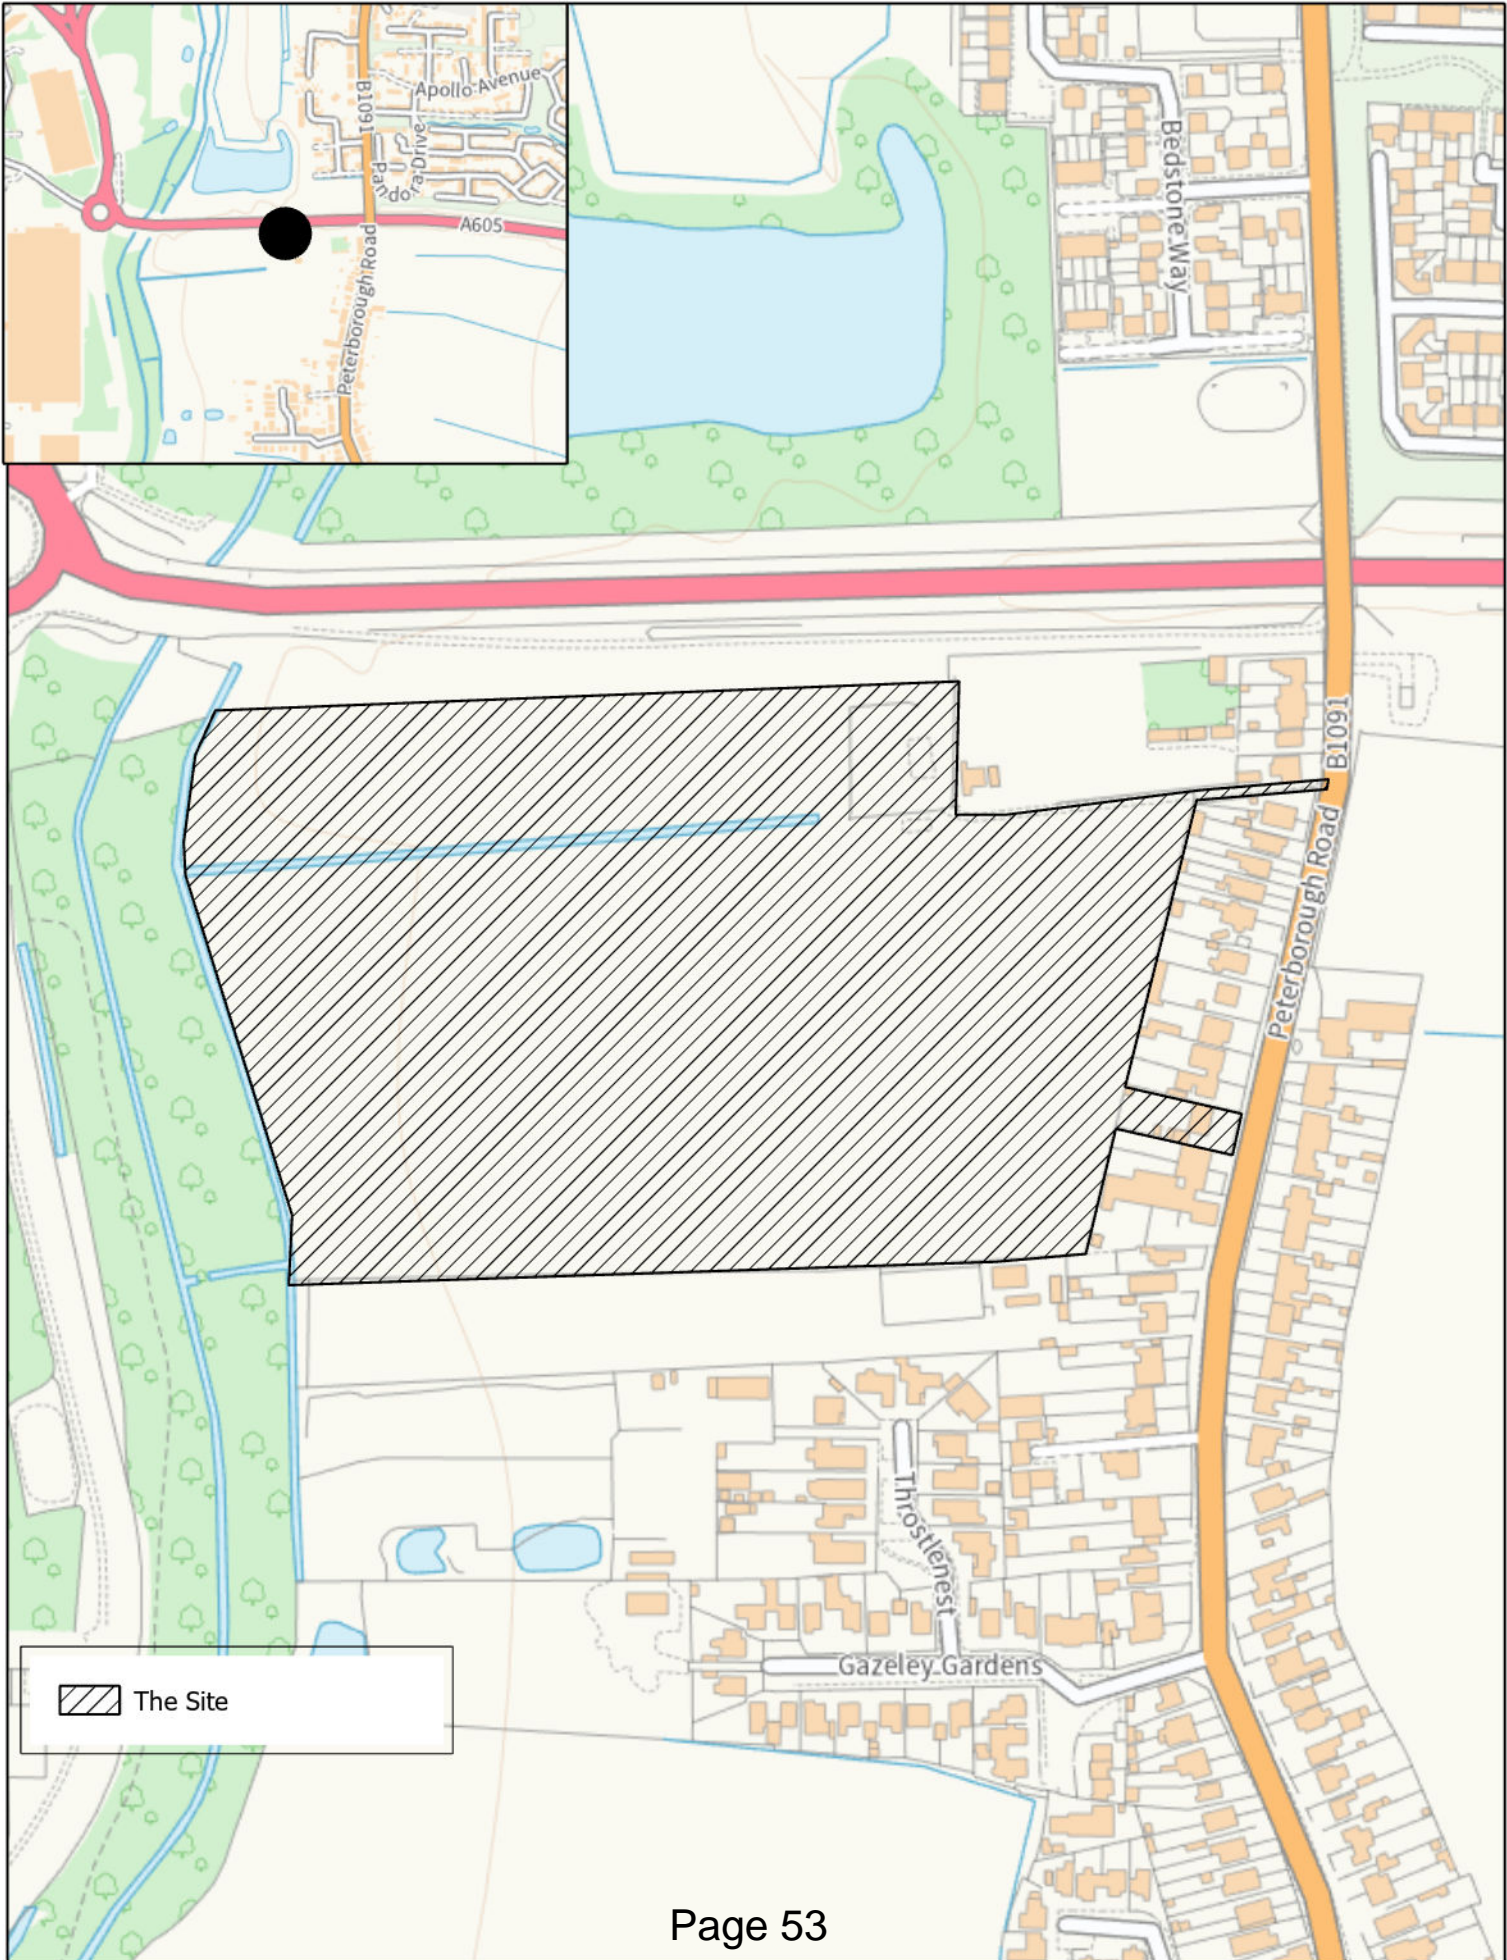 Apollo Avenue
B1091
Pandora Drive
A605
Peterborough Road
Bedstone Way
B1091
Peterborough Road
Throstlenest
Gazeley Gardens
The Site
Page 53